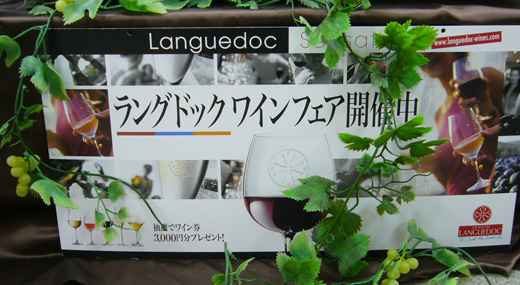 Languedoc
www.languedoc-wines.com
ラングドックワインフェア開催中
抽選でワイン券
3,000円分プレゼント!
LANGUEDOC